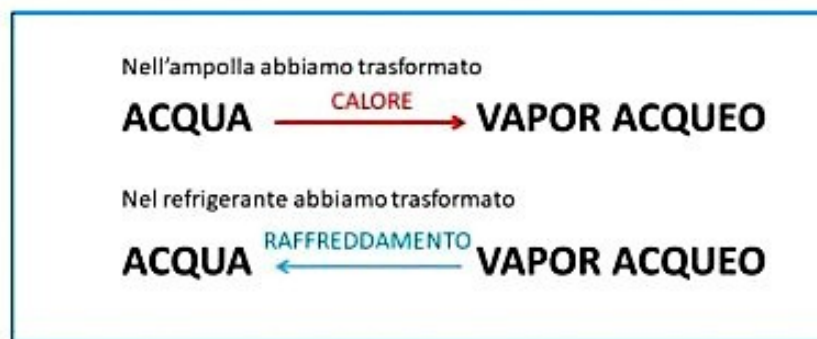 Nell'ampolla abbiamo trasformato
CALORE
ACQUA VAPOR ACQUEO
Nel refrigerante abbiamo trasformato
RAFFREDDAMENTO
ACQUA VAPOR ACQUEO